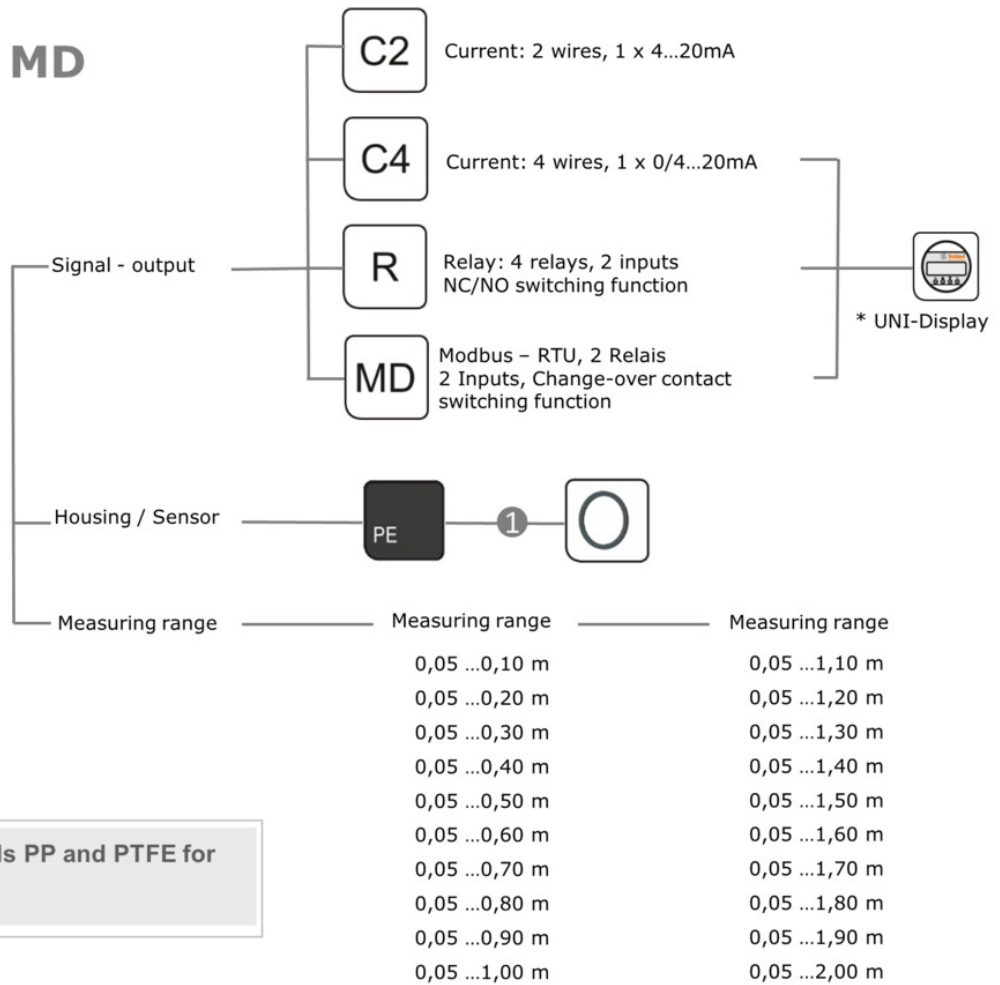 MD
C2
Current: 2 wires, 1 x 4...20mA
C4
Current: 4 wires, 1 x 0/4...20mA
Signal - output
R
Relay: 4 relays, 2 inputs
NC/NO switching function
* UNI-Display
MD
Modbus – RTU, 2 Relais
2 Inputs, Change-over contact
switching function
Housing / Sensor
PE
1
O
Measuring range
Measuring range
Measuring range
0,05 ...0,10 m
0,05 ...0,20 m
0,05 ...0,30 m
0,05 ...0,40 m
0,05 ...0,50 m
0,05 ...0,60 m
0,05 ...0,70 m
0,05 ...0,80 m
0,05 ...0,90 m
0,05 ...1,00 m
0,05 ...1,10 m
0,05 ...1,20 m
0,05 ...1,30 m
0,05 ...1,40 m
0,05 ...1,50 m
0,05 ...1,60 m
0,05 ...1,70 m
0,05 ...1,80 m
0,05 ...1,90 m
0,05 ...2,00 m
PP and PTFE for